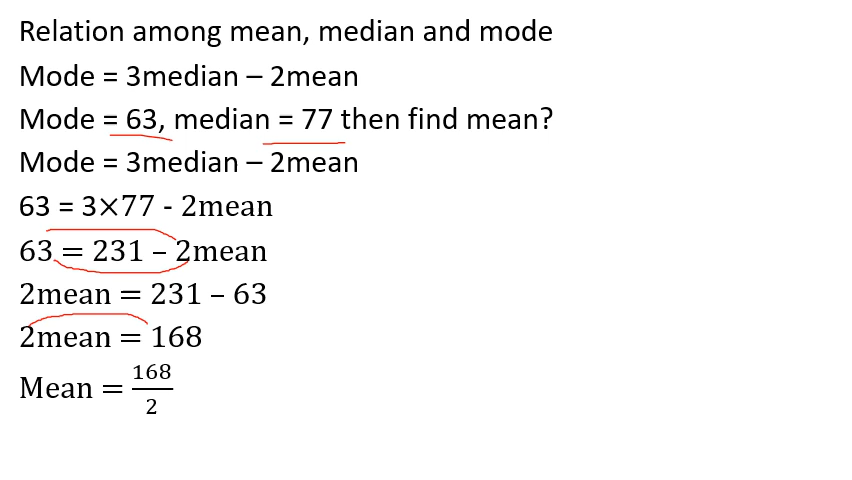 Relation among mean, median and mode
Mode = 3median – 2mean
Mode = 63, median = 77 then find mean?
Mode = 3median – 2mean
63 = 3×77 - 2mean
63 = 231 – 2mean
2mean = 231 – 63
2mean = 168
Mean = 168/2